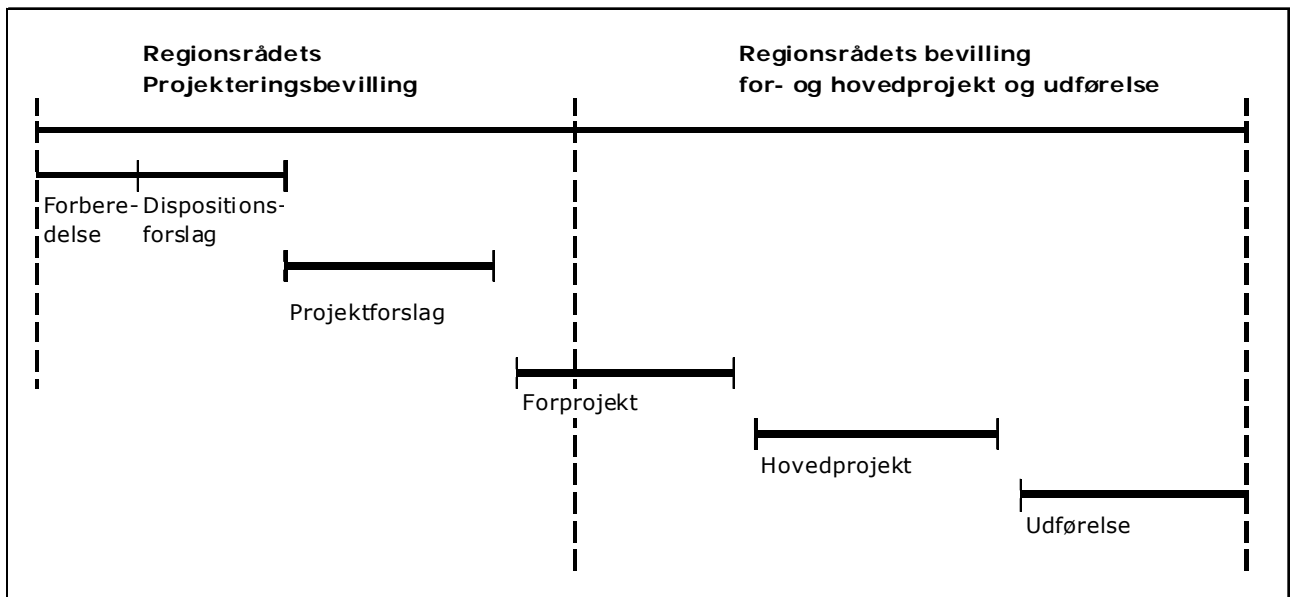 Regionsrådets
Projekteringsbevilling
Regionsrådets bevilling
for- og hovedprojekt og udførelse
Forbere-
delse
Dispositions-
forslag
Projektforslag
Forprojekt
Hovedprojekt
Udførelse